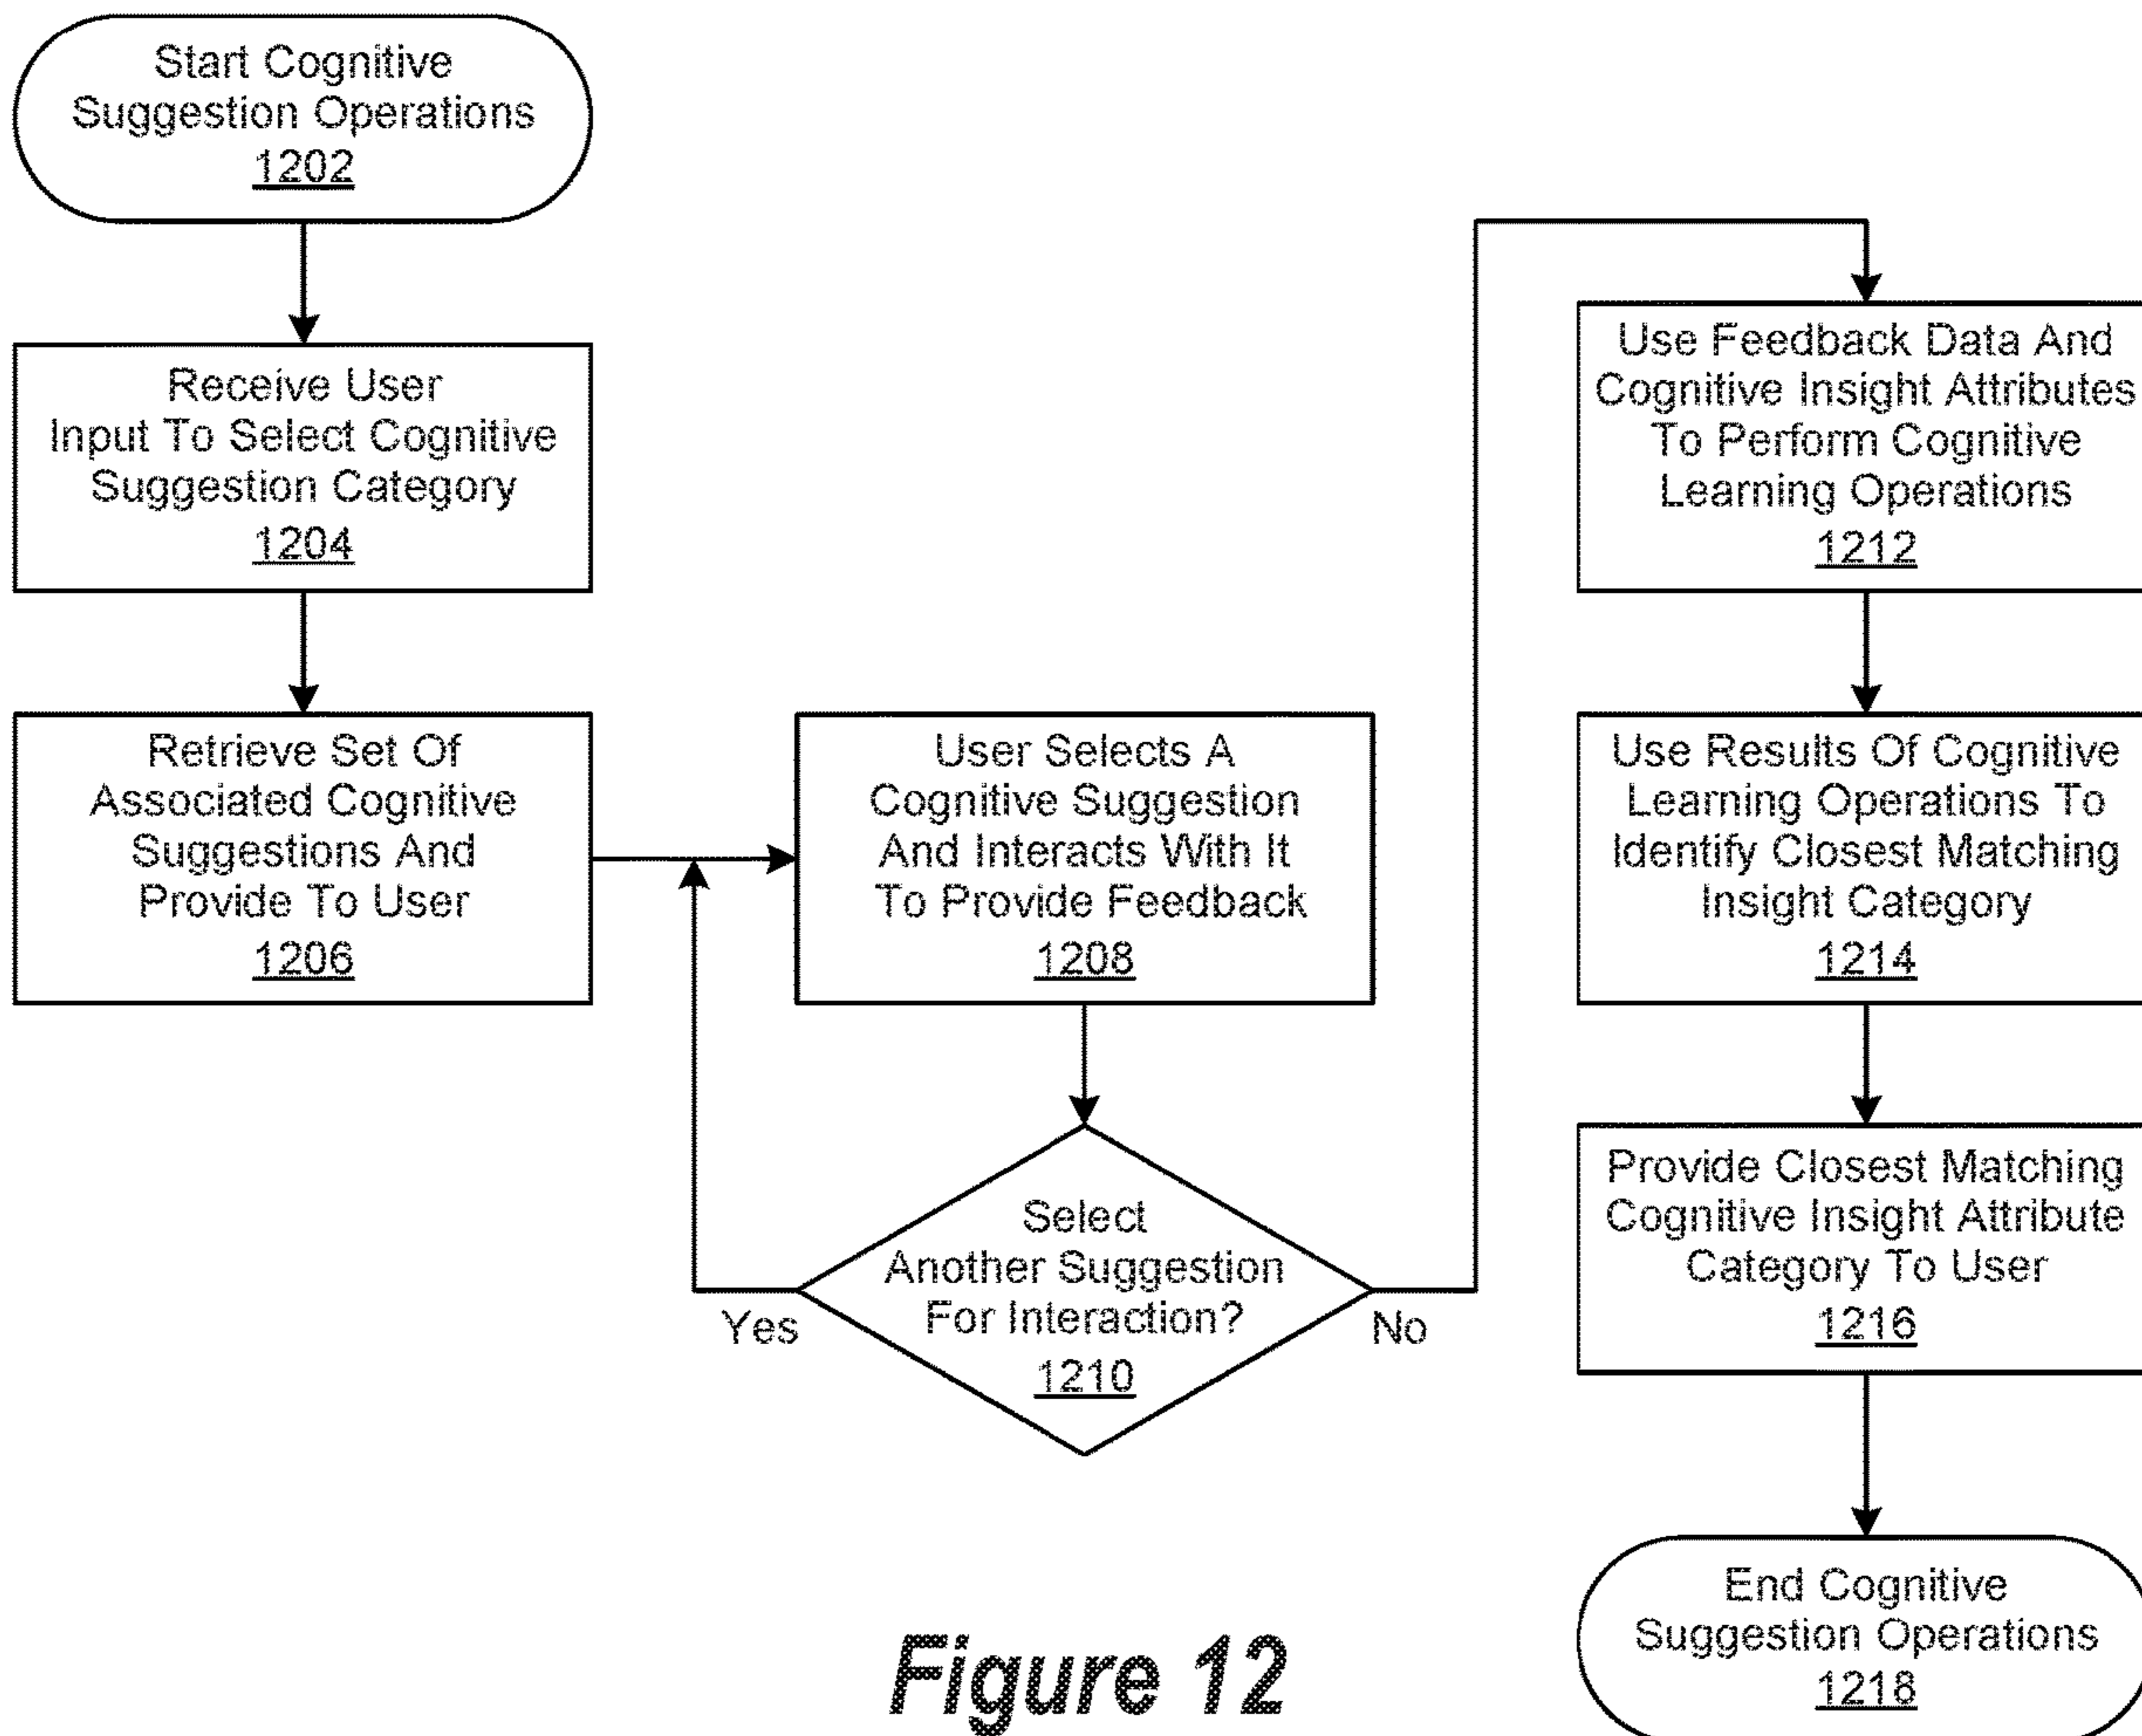 Start Cognitive
Suggestion Operations
1202
Receive User
Input To Select Cognitive
Suggestion Category
1204
Retrieve Set Of
Associated Cognitive
Suggestions And
Provide To User
1206
User Selects A
Cognitive Suggestion
And Interacts With It
To Provide Feedback
1208
Select
Another Suggestion
For Interaction?
1210
Yes
No
Use Feedback Data And
Cognitive Insight Attributes
To Perform Cognitive
Learning Operations
1212
Use Results Of Cognitive
Learning Operations To
Identify Closest Matching
Insight Category
1214
Provide Closest Matching
Cognitive Insight Attribute
Category To User
1216
End Cognitive
Suggestion Operations
1218
Figure 12